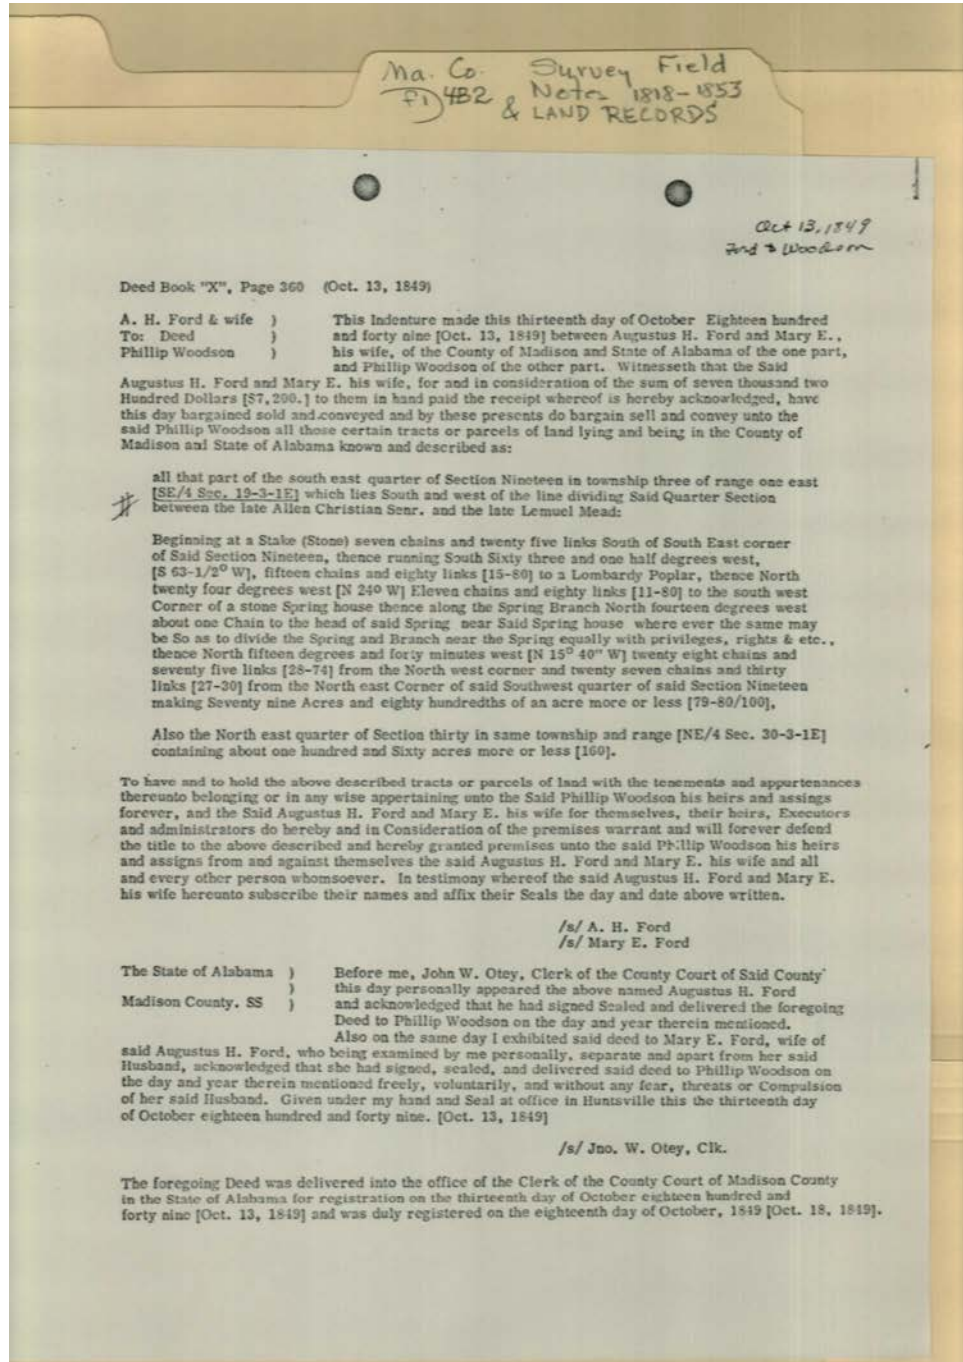 Ma. Co. Survey Field
F1) 4B2 Notes 1818-1853
& LAND RECORDS
Oct 13, 1849
Ford to Woodson
Deed Book "X", Page 360 (Oct. 13, 1849)
A. H. Ford & wife ) This Indenture made this thirteenth day of October Eighteen hundred
To: Deed ) and forty nine [Oct. 13, 1849] between Augustus H. Ford and Mary E.,
Phillip Woodson ) his wife, of the County of Madison and State of Alabama of the one part,
and Phillip Woodson of the other part. Witnesseth that the Said
Augustus H. Ford and Mary E. his wife, for and in consideration of the sum of seven thousand two
Hundred Dollars [$7,200.] to them in hand paid the receipt whereof is hereby acknowledged, have
this day bargained sold and conveyed and by these presents do bargain sell and convey unto the
said Phillip Woodson all those certain tracts or parcels of land lying and being in the County of
Madison and State of Alabama known and described as:
all that part of the south east quarter of Section Nineteen in township three of range one east
# [SE/4 Sec. 19-3-1E] which lies South and west of the line dividing Said Quarter Section
between the late Allen Christian Senr. and the late Lemuel Mead:
Beginning at a Stake (Stone) seven chains and twenty five links South of South East corner
of Said Section Nineteen, thence running South Sixty three and one half degrees west,
[S 63-1/2° W], fifteen chains and eighty links [15-80] to a Lombardy Poplar, thence North
twenty four degrees west [N 240 W] Eleven chains and eighty links [11-80] to the south west
Corner of a stone Spring house thence along the Spring Branch North fourteen degrees west
about one Chain to the head of said Spring near Said Spring house where ever the same may
be So as to divide the Spring and Branch near the Spring equally with privileges, rights & etc.,
thence North fifteen degrees and forty minutes west [N 15° 40" W] twenty eight chains and
seventy five links [28-74] from the North west corner and twenty seven chains and thirty
links [27-30] from the North east Corner of said Southwest quarter of said Section Nineteen
making Seventy nine Acres and eighty hundredths of an acre more or less [79-80/100],
Also the North east quarter of Section thirty in same township and range [NE/4 Sec. 30-3-1E]
containing about one hundred and Sixty acres more or less [160].
To have and to hold the above described tracts or parcels of land with the tenements and appurtenances
thereunto belonging or in any wise appertaining unto the Said Phillip Woodson his heirs and assings
forever, and the Said Augustus H. Ford and Mary E. his wife for themselves, their heirs, Executors
and administrators do hereby and in Consideration of the premises warrant and will forever defend
the title to the above described and hereby granted premises unto the said Phillip Woodson his heirs
and assigns from and against themselves the said Augustus H. Ford and Mary E. his wife and all
and every other person whomsoever. In testimony whereof the said Augustus H. Ford and Mary E.
his wife hereunto subscribe their names and affix their Seals the day and date above written.
/s/ A. H. Ford
/s/ Mary E. Ford
The State of Alabama ) Before me, John W. Otey, Clerk of the County Court of Said County
) this day personally appeared the above named Augustus H. Ford
Madison County, SS ) and acknowledged that he had signed Sealed and delivered the foregoing
Deed to Phillip Woodson on the day and year therein mentioned.
Also on the same day I exhibited said deed to Mary E. Ford, wife of
said Augustus H. Ford, who being examined by me personally, separate and apart from her said
Husband, acknowledged that she had signed, sealed, and delivered said deed to Phillip Woodson on
the day and year therein mentioned freely, voluntarily, and without any fear, threats or Compulsion
of her said Husband. Given under my hand and Seal at office in Huntsville this the thirteenth day
of October eighteen hundred and forty nine. [Oct. 13, 1849]
/s/ Jno. W. Otey, Clk.
The foregoing Deed was delivered into the office of the Clerk of the County Court of Madison County
in the State of Alabama for registration on the thirteenth day of October eighteen hundred and
forty nine [Oct. 13, 1849] and was duly registered on the eighteenth day of October, 1849 [Oct. 18, 1849].